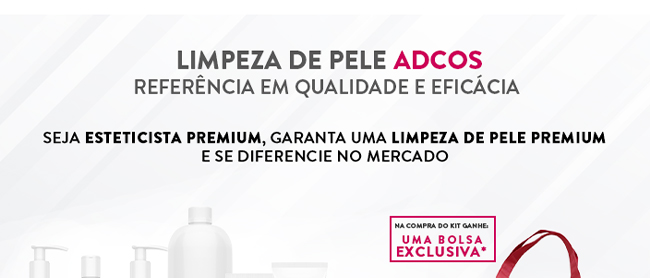 LIMPEZA DE PELE ADCOS
REFERÊNCIA EM QUALIDADE E EFICÁCIA
SEJA ESTETICISTA PREMIUM, GARANTA UMA LIMPEZA DE PELE PREMIUM
E SE DIFERENCIE NO MERCADO
NA COMPRA DO KIT GANHE:
UMA BOLSA
EXCLUSIVA*